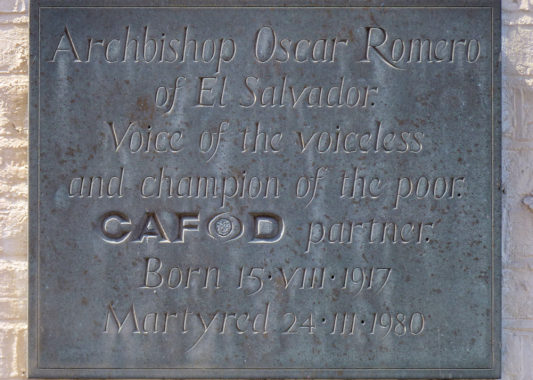 Archbishop Oscar Romero
of El Salvador.
Voice of the voiceless
and champion of the poor.
CAFOD partner.
Born 15·VIII·1917
Martyred 24·III·1980